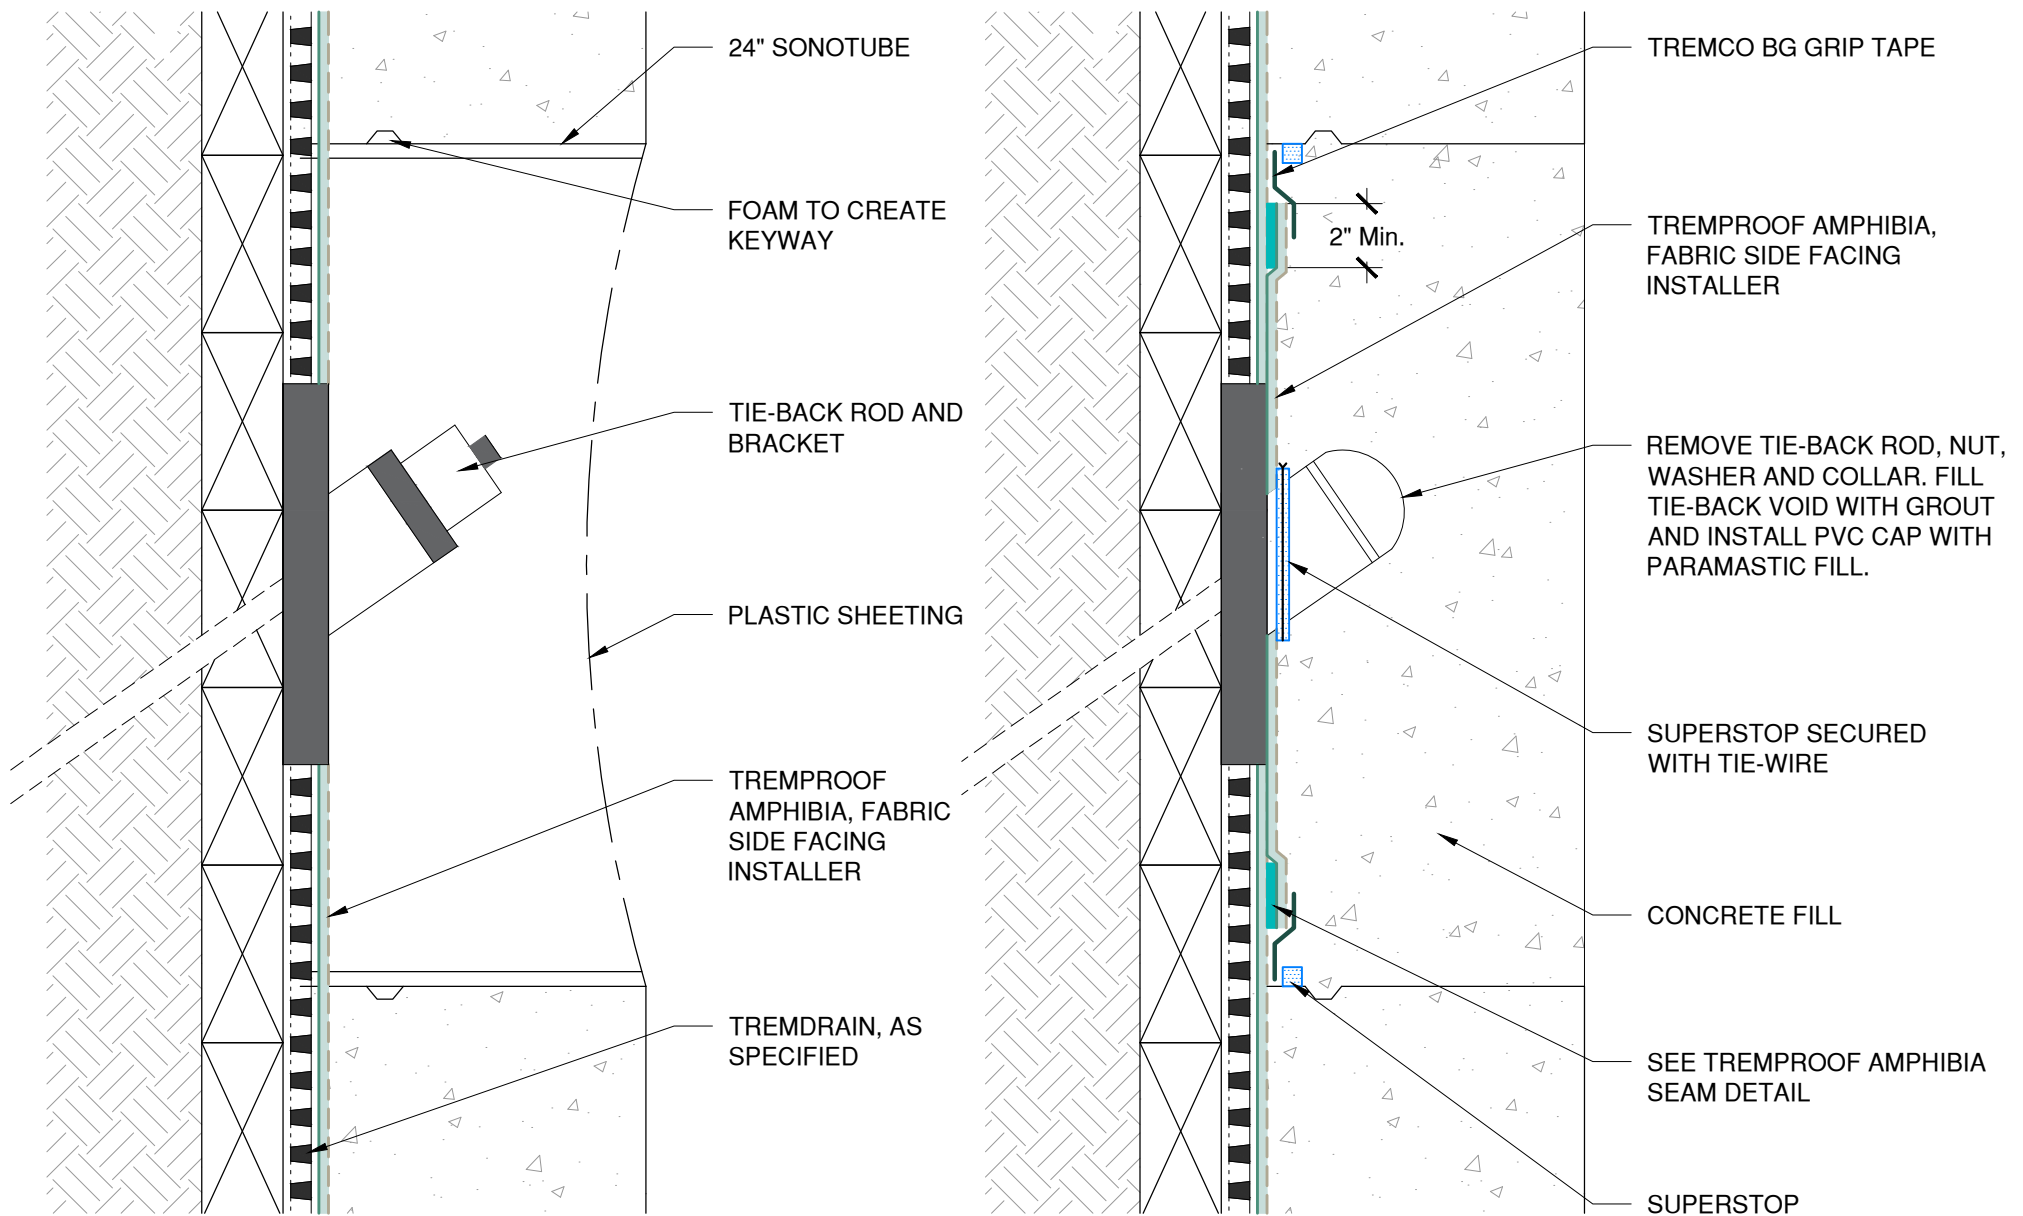 24" SONOTUBE
FOAM TO CREATE
KEYWAY
TIE-BACK ROD AND
BRACKET
PLASTIC SHEETING
TREMPROOF
AMPHIBIA, FABRIC
SIDE FACING
INSTALLER
TREMDRAIN, AS
SPECIFIED
TREMCO BG GRIP TAPE
2" Min.
TREMPROOF AMPHIBIA,
FABRIC SIDE FACING
INSTALLER
REMOVE TIE-BACK ROD, NUT,
WASHER AND COLLAR. FILL
TIE-BACK VOID WITH GROUT
AND INSTALL PVC CAP WITH
PARAMASTIC FILL.
SUPERSTOP SECURED
WITH TIE-WIRE
CONCRETE FILL
SEE TREMPROOF AMPHIBIA
SEAM DETAIL
SUPERSTOP